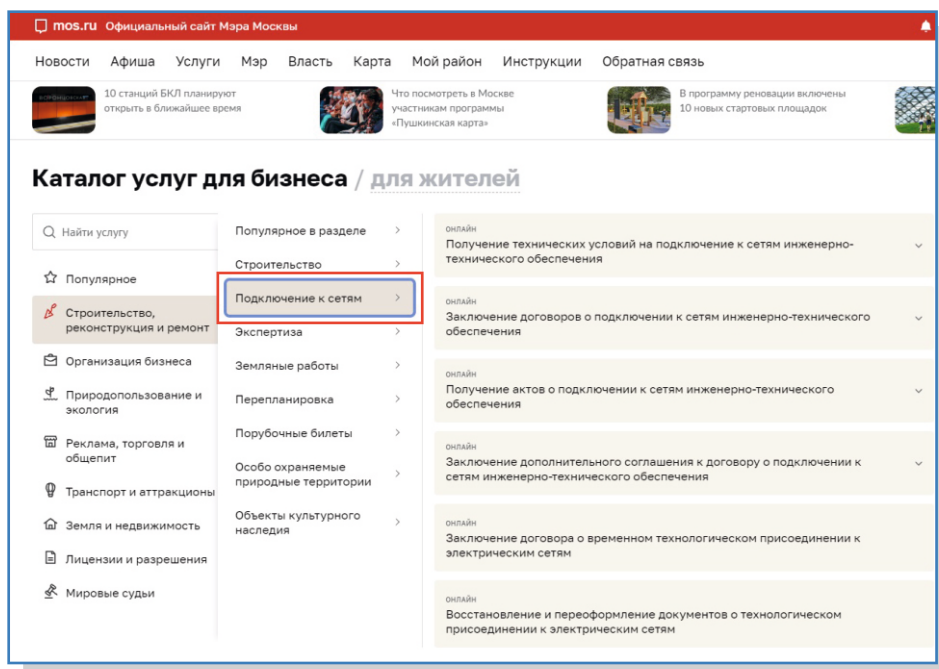 mos.ru Официальный сайт Мэра Москвы
Новости Афиша Услуги Мэр Власть Карта Мой район Инструкции Обратная связь
10 станций БКЛ планируют
открыть в ближайшее время
Что посмотреть в Москве
участникам программы
«Пушкинская карта»
В программу реновации включены
10 новых стартовых площадок
Каталог услуг для бизнеса / для жителей
Найти услугу
Популярное
Строительство,
реконструкция и ремонт
Организация бизнеса
Природопользование и
экология
Реклама, торговля и
общепит
Транспорт и аттракционы
Земля и недвижимость
Лицензии и разрешения
Мировые судьи
Популярное в разделе
Строительство
Подключение к сетям
Экспертиза
Земляные работы
Перепланировка
Порубочные билеты
Особо охраняемые
природные территории
Объекты культурного
наследия
ОНЛАЙН
Получение технических условий на подключение к сетям инженерно-
технического обеспечения
ОНЛАЙН
Заключение договоров о подключении к сетям инженерно-технического
обеспечения
ОНЛАЙН
Получение актов о подключении к сетям инженерно-технического
обеспечения
ОНЛАЙН
Заключение дополнительного соглашения к договору о подключении к
сетям инженерно-технического обеспечения
ОНЛАЙН
Заключение договора о временном технологическом присоединении к
электрическим сетям
ОНЛАЙН
Восстановление и переоформление документов о технологическом
присоединении к электрическим сетям